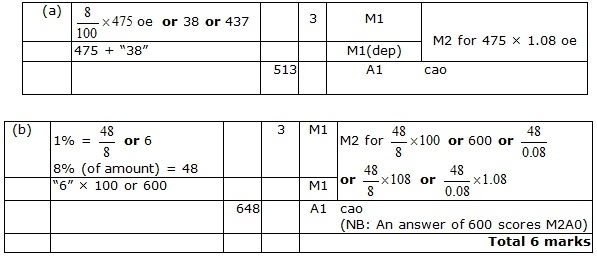 (a) 8/100 ×475 oe or 38 or 437 3 M1 M2 for 475 × 1.08 oe
475 + “38” M1(dep)
513 A1 cao
(b) 1% = 48/8 or 6 3 M1 M2 for 48/8 ×100 or 600 or 48/0.08
8% (of amount) = 48
“6” × 100 or 600 M1 or 48/8 ×108 or 48/0.08 ×1.08
648 A1 cao
(NB: An answer of 600 scores M2A0)
Total 6 marks